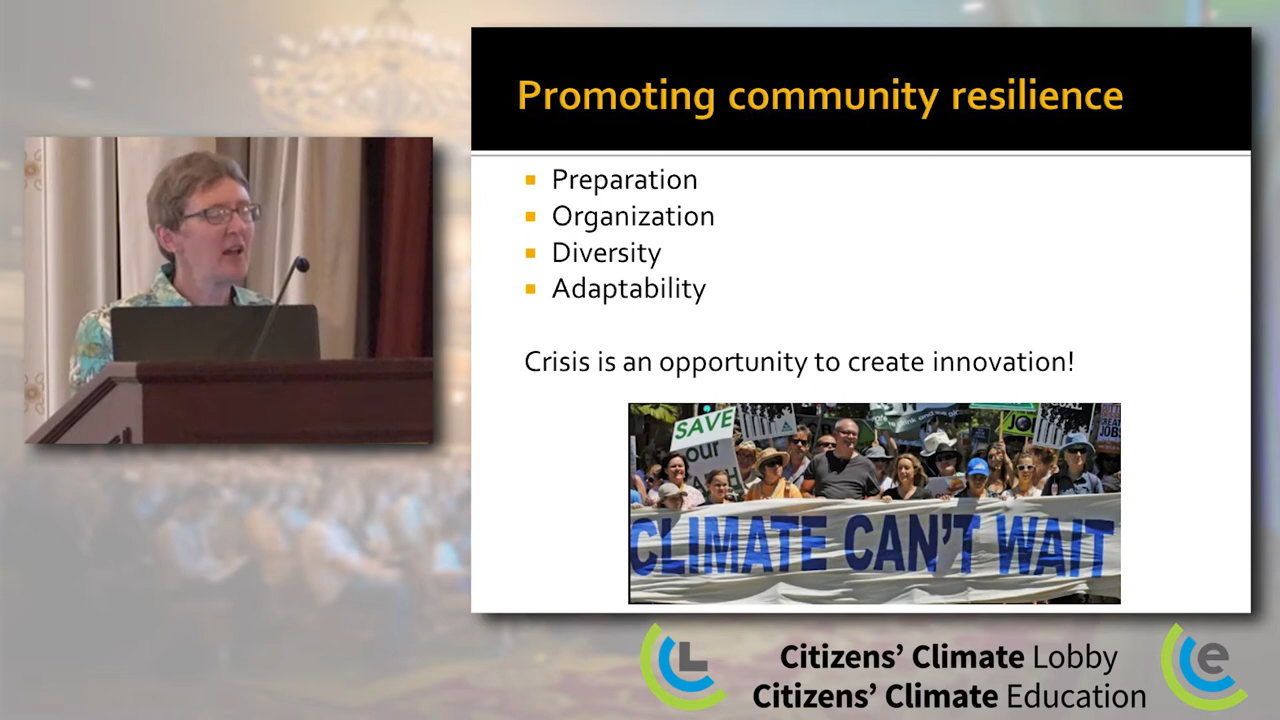 Promoting community resilience
Preparation
Organization
Diversity
Adaptability
Crisis is an opportunity to create innovation!
SAVE
our
CLIMATE CAN'T WAIT
L
Citizens’ Climate Lobby
Citizens’ Climate Education
e